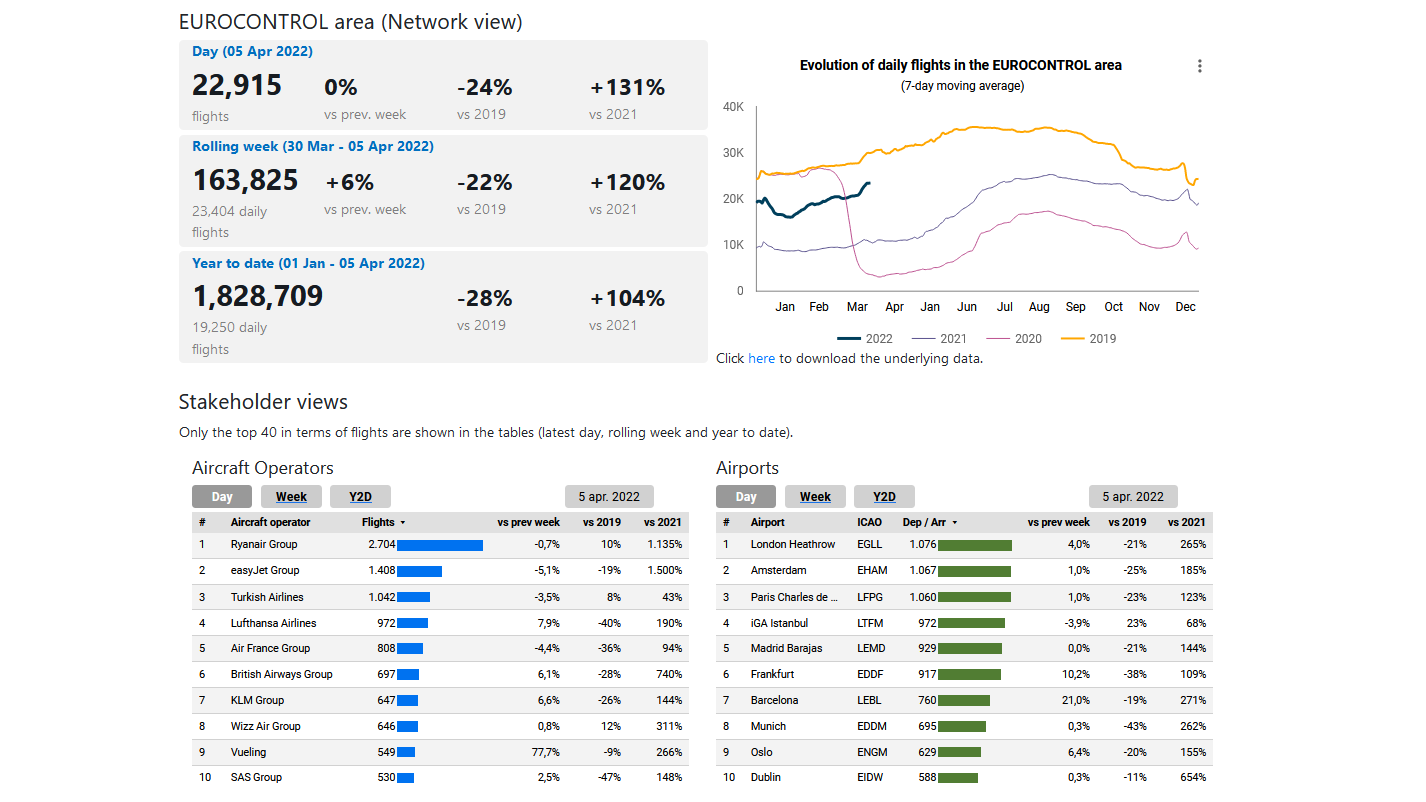 EUROCONTROL area (Network view)
Day (05 Apr 2022)
22,915 0% -24% +131%
flights vs prev. week vs 2019 vs 2021
Rolling week (30 Mar - 05 Apr 2022)
163,825 +6% -22% +120%
23,404 daily vs prev. week vs 2019 vs 2021
flights
Year to date (01 Jan - 05 Apr 2022)
1,828,709 -28% +104%
19,250 daily vs 2019 vs 2021
flights
Evolution of daily flights in the EUROCONTROL area
(7-day moving average)
40K
30K
20K
10K
0
Jan Feb Mar Apr Jan Jun Jul Aug Sep Oct Nov Dec
2022 2021 2020 2019
Click here to download the underlying data.
Stakeholder views
Only the top 40 in terms of flights are shown in the tables (latest day, rolling week and year to date).
Aircraft Operators
Day Week Y2D 5 apr. 2022
# Aircraft operator Flights vs prev week vs 2019 vs 2021
1 Ryanair Group 2.704 -0,7% 10% 1.135%
2 easyJet Group 1.408 -5,1% -19% 1.500%
3 Turkish Airlines 1.042 -3,5% 8% 43%
4 Lufthansa Airlines 972 7,9% -40% 190%
5 Air France Group 808 -4,4% -36% 94%
6 British Airways Group 697 6,1% -28% 740%
7 KLM Group 647 6,6% -26% 144%
8 Wizz Air Group 646 0,8% 12% 311%
9 Vueling 549 77,7% -9% 266%
10 SAS Group 530 2,5% -47% 148%
Airports
Day Week Y2D 5 apr. 2022
# Airport ICAO Dep / Arr vs prev week vs 2019 vs 2021
1 London Heathrow EGLL 1.076 4,0% -21% 265%
2 Amsterdam EHAM 1.067 1,0% -25% 185%
3 Paris Charles de ... LFPG 1.060 1,0% -23% 123%
4 iGA Istanbul LTFM 972 -3,9% 23% 68%
5 Madrid Barajas LEMD 929 0,0% -21% 144%
6 Frankfurt EDDF 917 10,2% -38% 109%
7 Barcelona LEBL 760 21,0% -19% 271%
8 Munich EDDM 695 0,3% -43% 262%
9 Oslo ENGM 629 6,4% -20% 155%
10 Dublin EIDW 588 0,3% -11% 654%